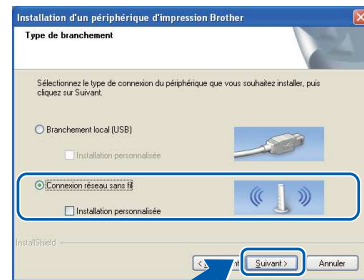 Installation d'un périphérique d'impression Brother
Type de branchement
Sélectionnez le type de connexion du périphérique que vous souhaitez installer, puis
cliquez sur Suivant.
Branchement local (USB)
Installation personnalisée
Connexion réseau sans fil
Installation personnalisée
InstallShield
Suivant >
Annuler